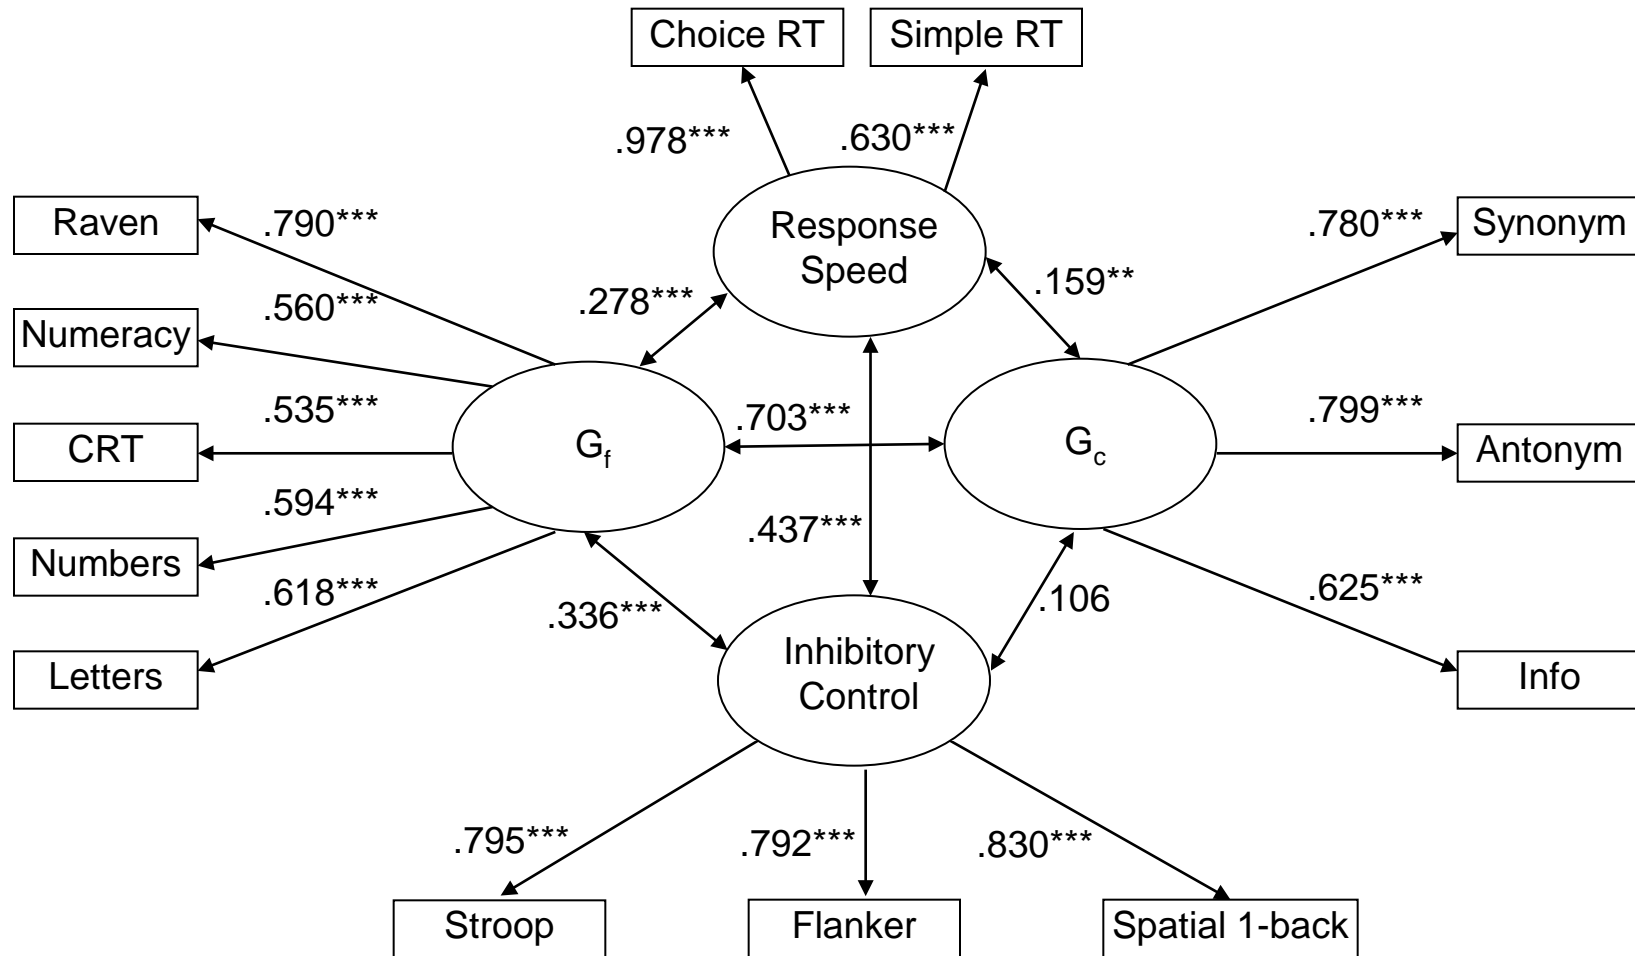 Choice RT
Simple RT
.978***
.630***
Raven
.790***
Response
Speed
.780***
Synonym
.278***
.159**
Numeracy
.560***
CRT
.535***
G_f
.703***
G_c
.799***
Antonym
Numbers
.594***
.437***
Letters
.618***
.336***
.106
.625***
Info
Inhibitory
Control
.795***
.792***
.830***
Stroop
Flanker
Spatial 1-back